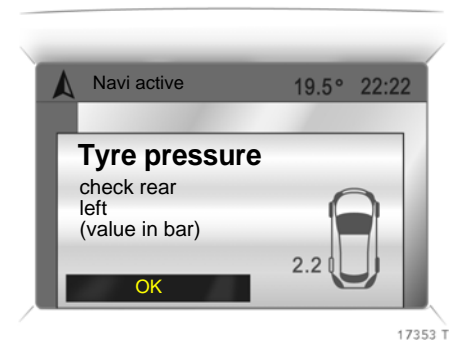 Navi active 19.5° 22:22
Tyre pressure
check rear
left
(value in bar)
2.2
OK
17353 T